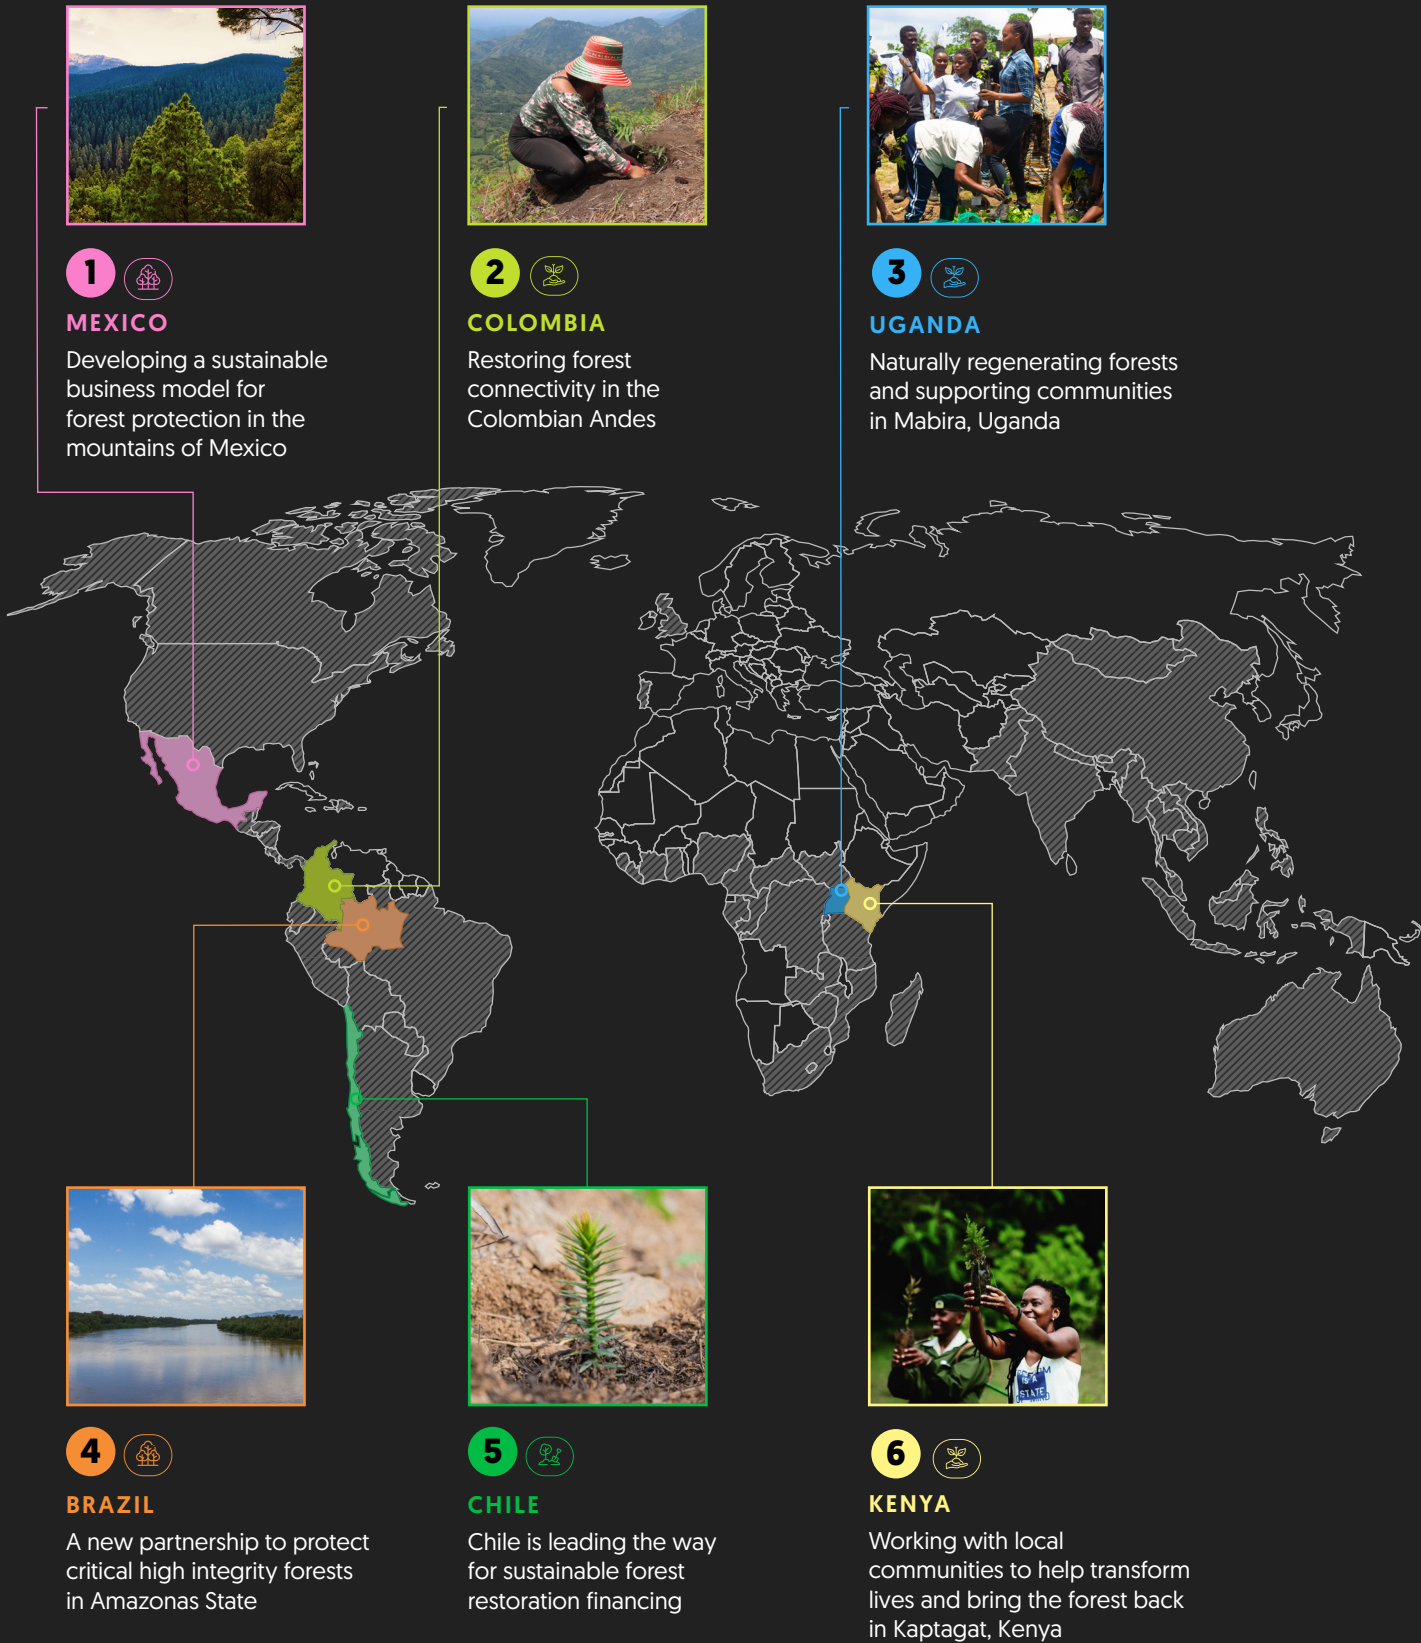 1
MEXICO
Developing a sustainable
business model for
forest protection in the
mountains of Mexico
2
COLOMBIA
Restoring forest
connectivity in the
Colombian Andes
3
UGANDA
Naturally regenerating forests
and supporting communities
in Mabira, Uganda
4
BRAZIL
A new partnership to protect
critical high integrity forests
in Amazonas State
5
CHILE
Chile is leading the way
for sustainable forest
restoration financing
IS A
STATE
6
KENYA
Working with local
communities to help transform
lives and bring the forest back
in Kaptagat, Kenya